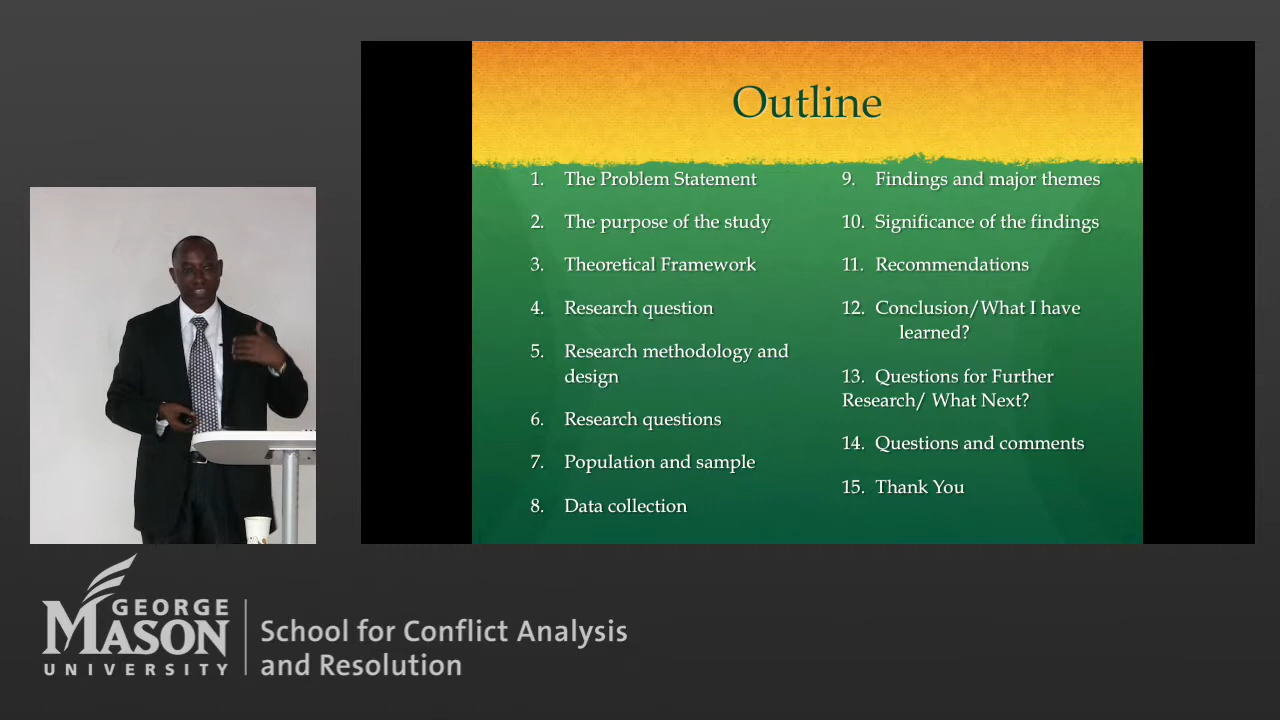 Outline
1. The Problem Statement
2. The purpose of the study
3. Theoretical Framework
4. Research question
5. Research methodology and
design
6. Research questions
7. Population and sample
8. Data collection
9. Findings and major themes
10. Significance of the findings
11. Recommendations
12. Conclusion/What I have
learned?
13. Questions for Further
Research/ What Next?
14. Questions and comments
15. Thank You
GEORGE
MASON
UNIVERSITY
School for Conflict Analysis
and Resolution